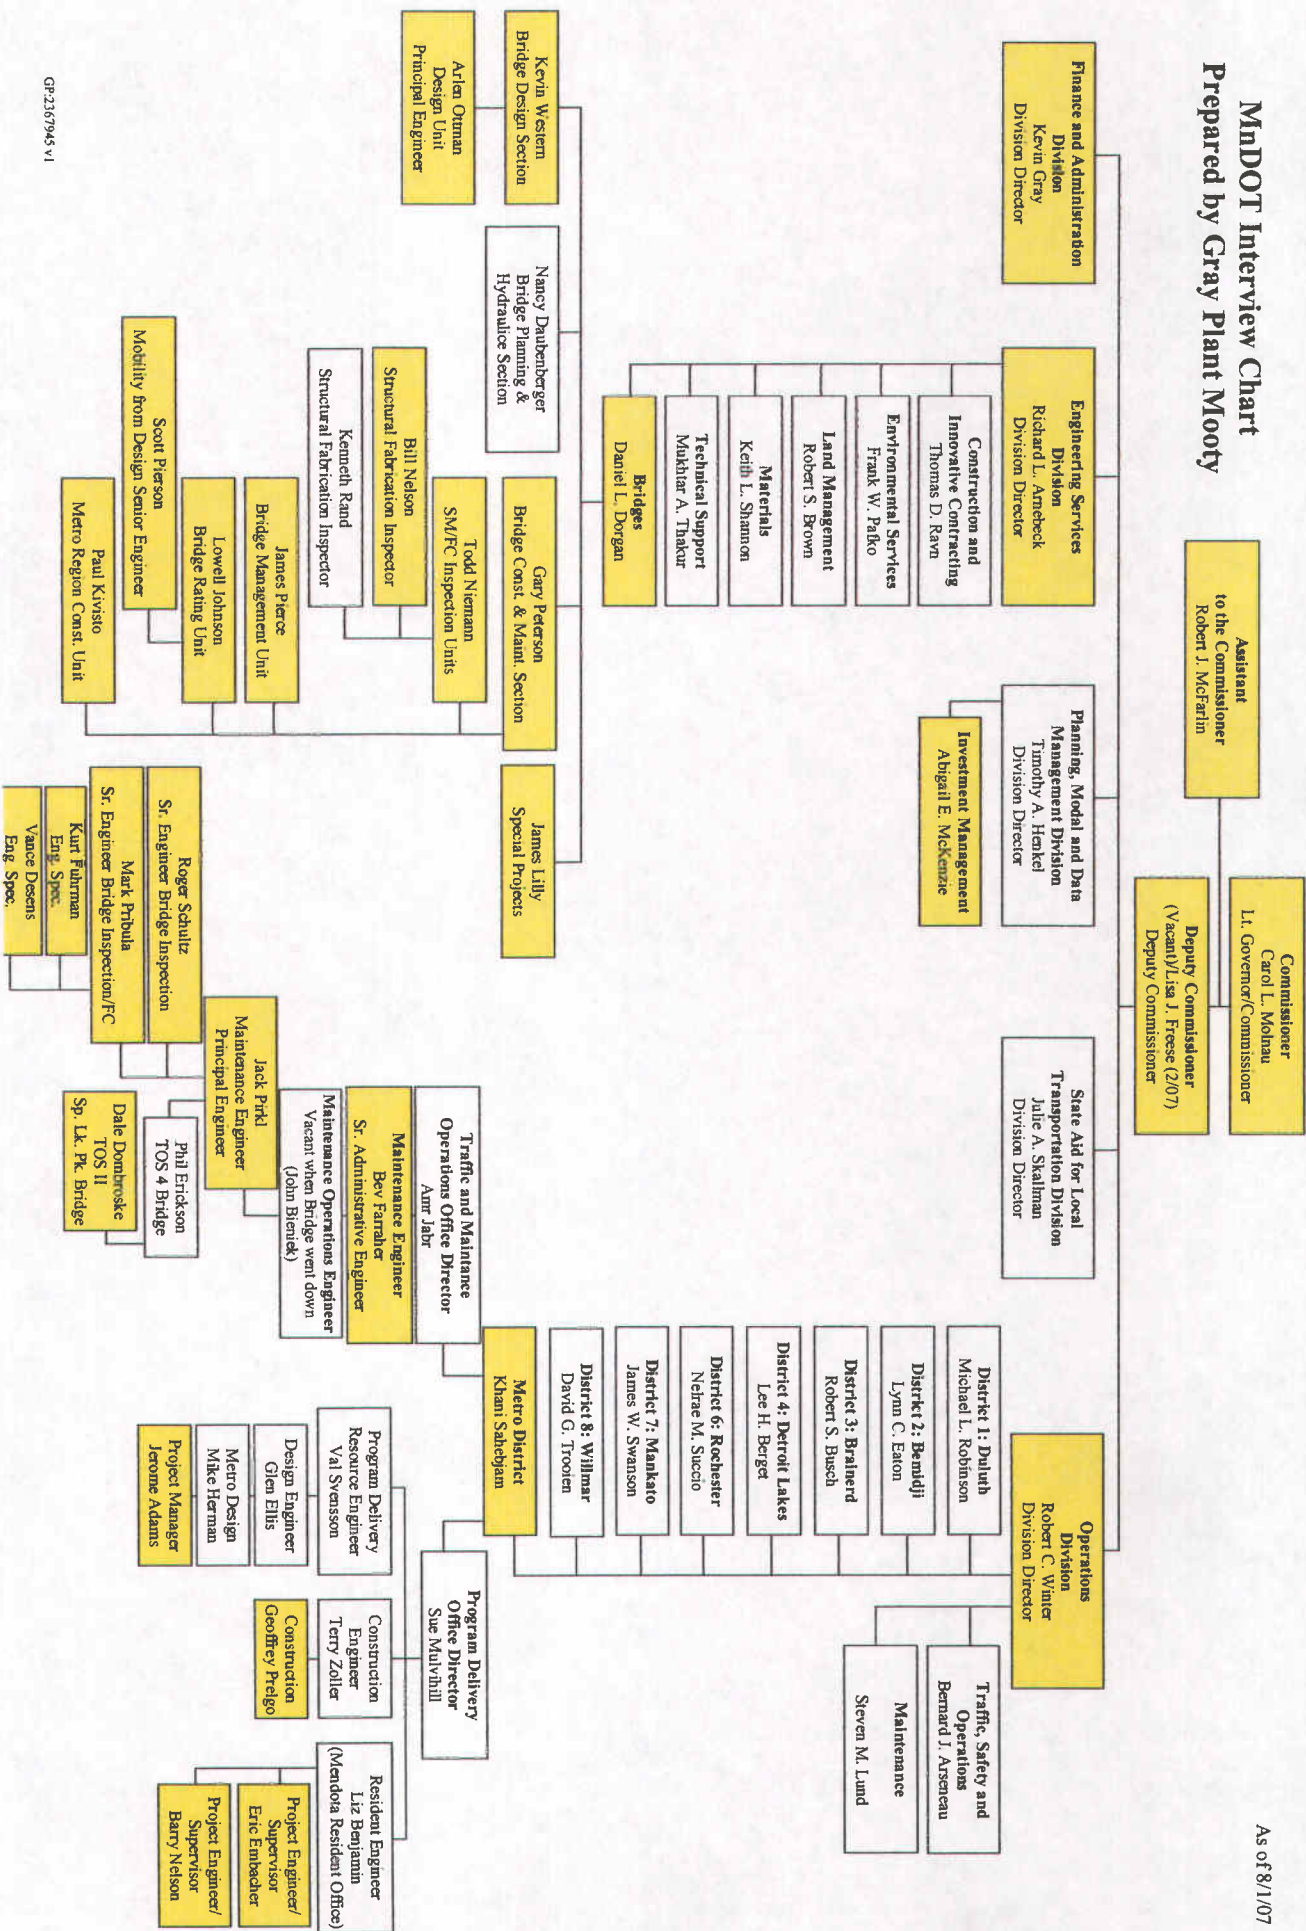 MnDOT Interview Chart
Prepared by Gray Plant Mooty
As of 8/1/07
Commissioner
Carol L. Molnau
Lt. Governor/Commissioner
Assistant
to the Commissioner
Robert J. McFarlin
Deputy Commissioner
(Vacant)/Lisa J. Freese (2/07)
Deputy Commissioner
Finance and Administration
Division
Kevin Gray
Division Director
Engineering Services
Division
Richard L. Arnebeck
Division Director
Planning, Modal and Data
Management Division
Timothy A. Henkel
Division Director
State Aid for Local
Transportation Division
Julie A. Skallman
Division Director
Operations
Division
Robert C. Winter
Division Director
Construction and
Innovative Contracting
Thomas D. Ravn
Environmental Services
Frank W. Pafko
Land Management
Robert S. Brown
Materials
Keith L. Shannon
Technical Support
Mukhtar A. Thakur
Bridges
Daniel L. Dorgan
Investment Management
Abigail E. McKenzie
District 1: Duluth
Michael L. Robinson
District 2: Bemidji
Lynn C. Eaton
District 3: Brainerd
Robert S. Busch
District 4: Detroit Lakes
Lee H. Berget
District 6: Rochester
Nelrae M. Succio
District 7: Mankato
James W. Swanson
District 8: Willmar
David G. Trooien
Metro District
Khani Sahebjam
Traffic, Safety and
Operations
Bernard J. Arseneau
Maintenance
Steven M. Lund
Kevin Western
Bridge Design Section
Arlen Ottman
Design Unit
Principal Engineer
Nancy Daubenberger
Bridge Planning &
Hydraulice Section
Gary Peterson
Bridge Const. & Maint. Section
James Lilly
Special Projects
Todd Niemann
SM/FC Inspection Units
Bill Nelson
Structural Fabrication Inspector
Kenneth Rand
Structural Fabrication Inspector
James Pierce
Bridge Management Unit
Lowell Johnson
Bridge Rating Unit
Scott Pierson
Mobility from Design Senior Engineer
Paul Kivisto
Metro Region Const. Unit
Traffic and Maintance
Operations Office Director
Amr Jabr
Maintenance Engineer
Bev Farraher
Sr. Administrative Engineer
Maintenance Operations Engineer
Vacant when Bridge went down
(John Bieniek)
Jack Pirkl
Maintenance Engineer
Principal Engineer
Roger Schultz
Sr. Engineer Bridge Inspection
Mark Pribula
Sr. Engineer Bridge Inspection/FC
Kurt Fuhrman
Eng. Spec.
Vance Desens
Eng. Spec.
Phil Erickson
TOS 4 Bridge
Dale Dombroske
TOS II
Sp. Lk. Pk. Bridge
Program Delivery
Office Director
Sue Mulvihill
Program Delivery
Resource Engineer
Val Svensson
Design Engineer
Glen Ellis
Metro Design
Mike Herman
Project Manager
Jerome Adams
Construction
Engineer
Terry Zoller
Construction
Geoffrey Prelgo
Resident Engineer
Liz Benjamin
(Mendota Resident Office)
Project Engineer/
Supervisor
Eric Embacher
Project Engineer/
Supervisor
Barry Nelson
GP:2367945 v1